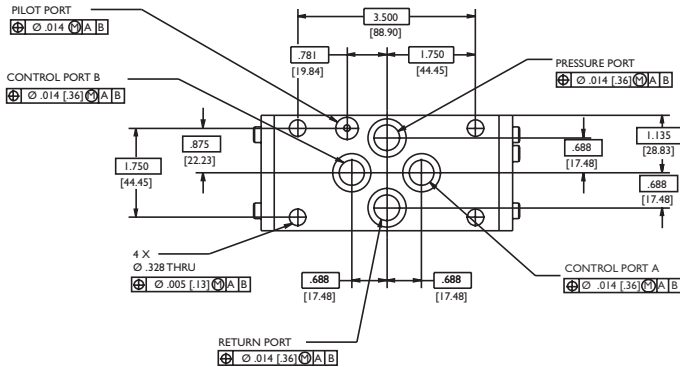 PILOT PORT
⌖ Ø .014 Ⓜ A B
3.500
[88.90]
.781
[19.84]
1.750
[44.45]
PRESSURE PORT
⌖ Ø .014 [.36] Ⓜ A B
CONTROL PORT B
⌖ Ø .014 [.36] Ⓜ A B
.875
[22.23]
1.750
[44.45]
.688
[17.48]
1.135
[28.83]
.688
[17.48]
4 X
Ø .328 THRU
⌖ Ø .005 [.13] Ⓜ A B
.688
[17.48]
.688
[17.48]
CONTROL PORT A
⌖ Ø .014 [.36] Ⓜ A B
RETURN PORT
⌖ Ø .014 [.36] Ⓜ A B